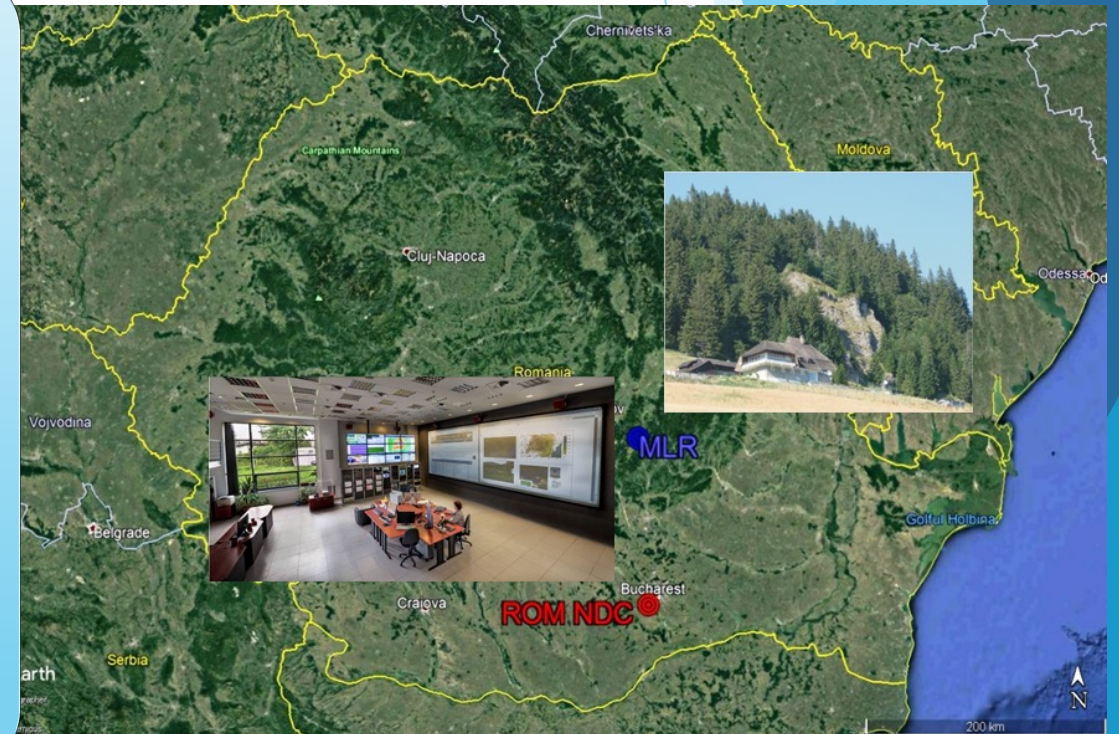 Chernivets'ka
Carpathian Mountains
Moldova
Cluj-Napoca
Odessa
Od
Romania
Vojvodina
MLR
Belgrade
Golful Holbina
Bucharest
Craiova
ROM NDC
Serbia
arth
N
200 km